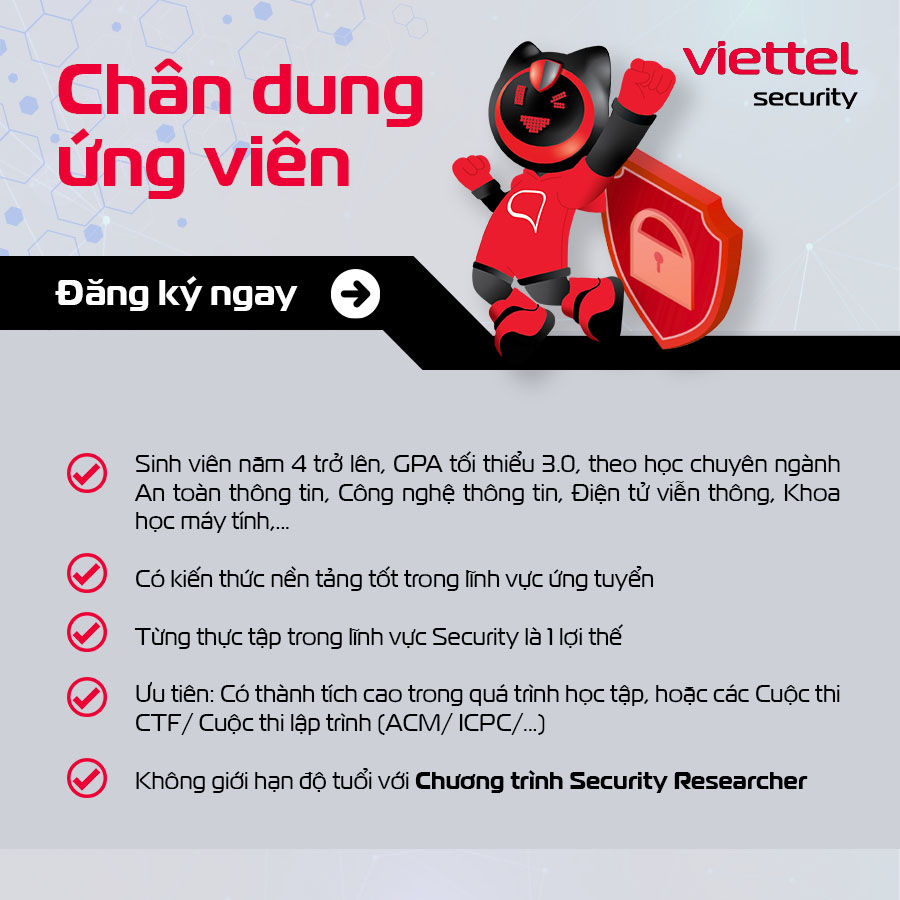 Chân dung
ứng viên
viettel
security
Đăng ký ngay
Sinh viên năm 4 trở lên, GPA tối thiểu 3.0, theo học chuyên ngành
An toàn thông tin, Công nghệ thông tin, Điện tử viễn thông, Khoa
học máy tính,...
Có kiến thức nền tảng tốt trong lĩnh vực ứng tuyển
Từng thực tập trong lĩnh vực Security là 1 lợi thế
Ưu tiên: Có thành tích cao trong quá trình học tập, hoặc các Cuộc thi
CTF/ Cuộc thi lập trình (ACM/ ICPC/...)
Không giới hạn độ tuổi với Chương trình Security Researcher